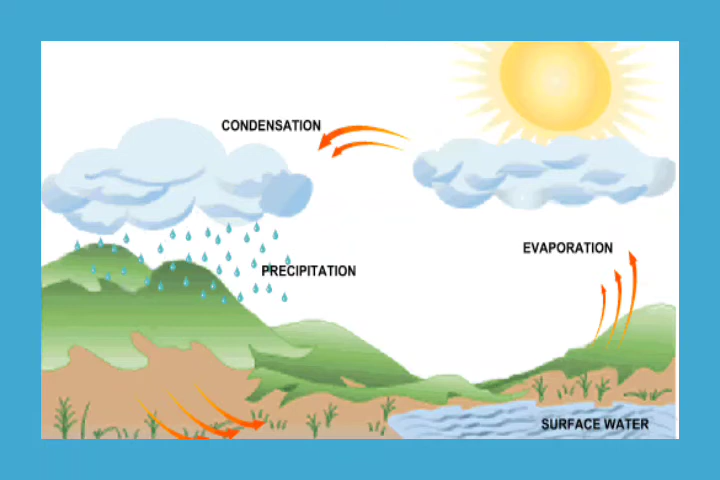 CONDENSATION
EVAPORATION
PRECIPITATION
SURFACE WATER